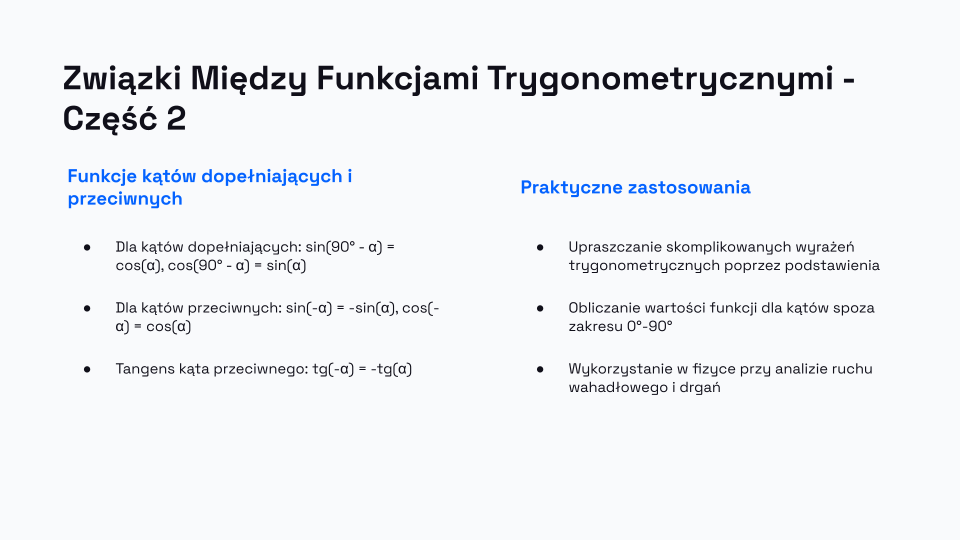 Związki Między Funkcjami Trygonometrycznymi -
Część 2
Funkcje kątów dopełniających i
przeciwnych
● Dla kątów dopełniających: sin(90° - α) =
cos(α), cos(90° - α) = sin(α)
● Dla kątów przeciwnych: sin(-α) = -sin(α), cos(-
α) = cos(α)
● Tangens kąta przeciwnego: tg(-α) = -tg(α)
Praktyczne zastosowania
● Upraszczanie skomplikowanych wyrażeń
trygonometrycznych poprzez podstawienia
● Obliczanie wartości funkcji dla kątów spoza
zakresu 0°-90°
● Wykorzystanie w fizyce przy analizie ruchu
wahadłowego i drgań